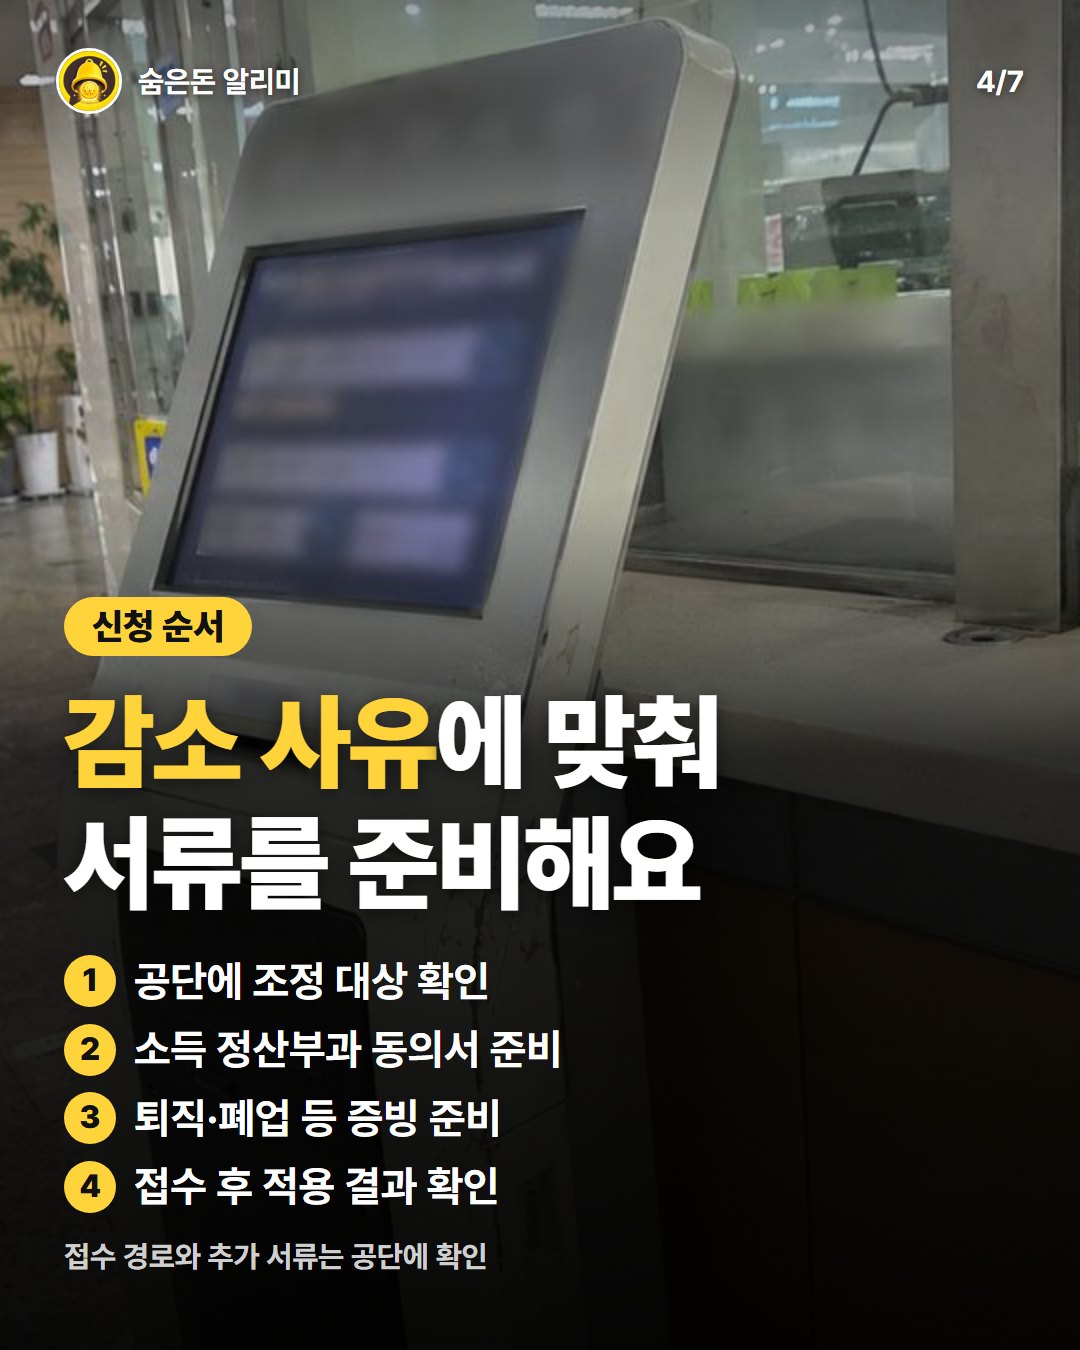 숨은돈 알리미
4/7
신청 순서
감소 사유에 맞춰
서류를 준비해요
1 공단에 조정 대상 확인
2 소득 정산부과 동의서 준비
3 퇴직·폐업 등 증빙 준비
4 접수 후 적용 결과 확인
접수 경로와 추가 서류는 공단에 확인